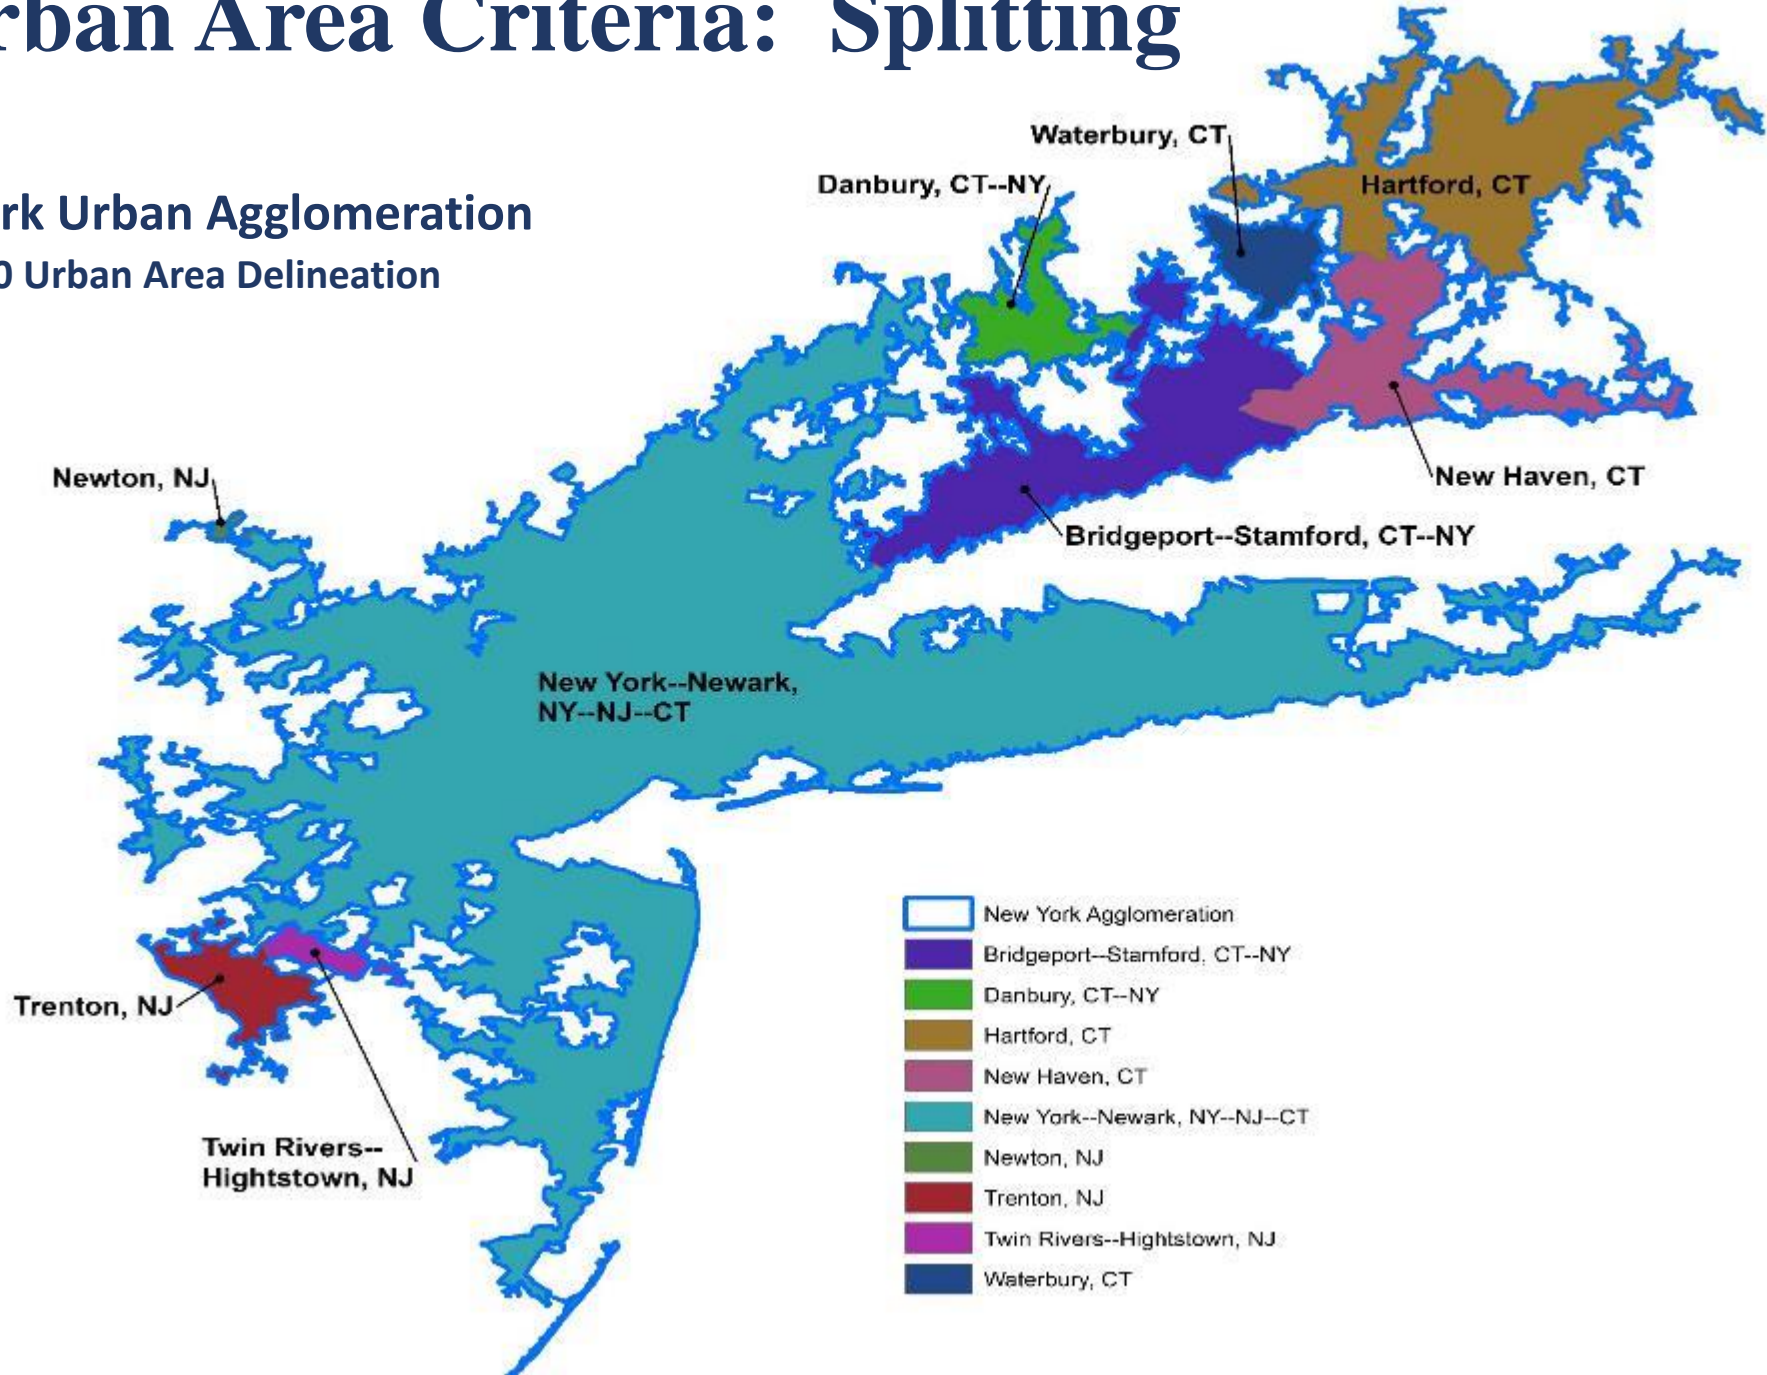 rban Area Criteria: Splitting
rk Urban Agglomeration
0 Urban Area Delineation
Waterbury, CT
Danbury, CT--NY
Hartford, CT
Newton, NJ
New Haven, CT
Bridgeport--Stamford, CT--NY
New York--Newark,
NY--NJ--CT
Trenton, NJ
Twin Rivers--
Hightstown, NJ
New York Agglomeration
Bridgeport--Stamford, CT--NY
Danbury, CT--NY
Hartford, CT
New Haven, CT
New York--Newark, NY--NJ--CT
Newton, NJ
Trenton, NJ
Twin Rivers--Hightstown, NJ
Waterbury, CT